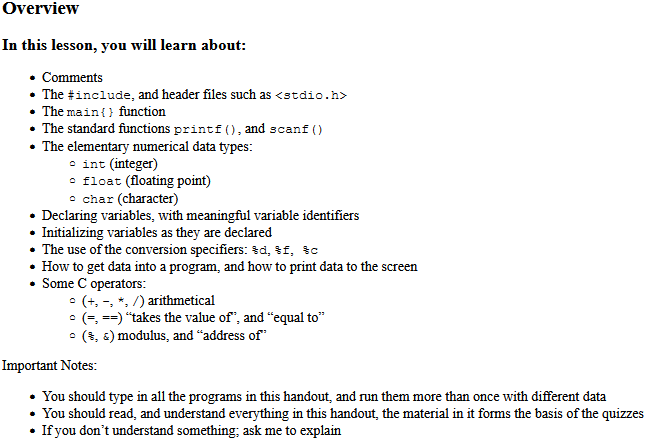 Overview
In this lesson, you will learn about:
• Comments
• The #include, and header files such as <stdio.h>
• The main{} function
• The standard functions printf(), and scanf()
• The elementary numerical data types:
◦ int (integer)
◦ float (floating point)
◦ char (character)
• Declaring variables, with meaningful variable identifiers
• Initializing variables as they are declared
• The use of the conversion specifiers: %d, %f, %c
• How to get data into a program, and how to print data to the screen
• Some C operators:
◦ (+, -, *, /) arithmetical
◦ (=, ==) “takes the value of”, and “equal to”
◦ (%, &) modulus, and “address of”
Important Notes:
• You should type in all the programs in this handout, and run them more than once with different data
• You should read, and understand everything in this handout, the material in it forms the basis of the quizzes
• If you don’t understand something; ask me to explain